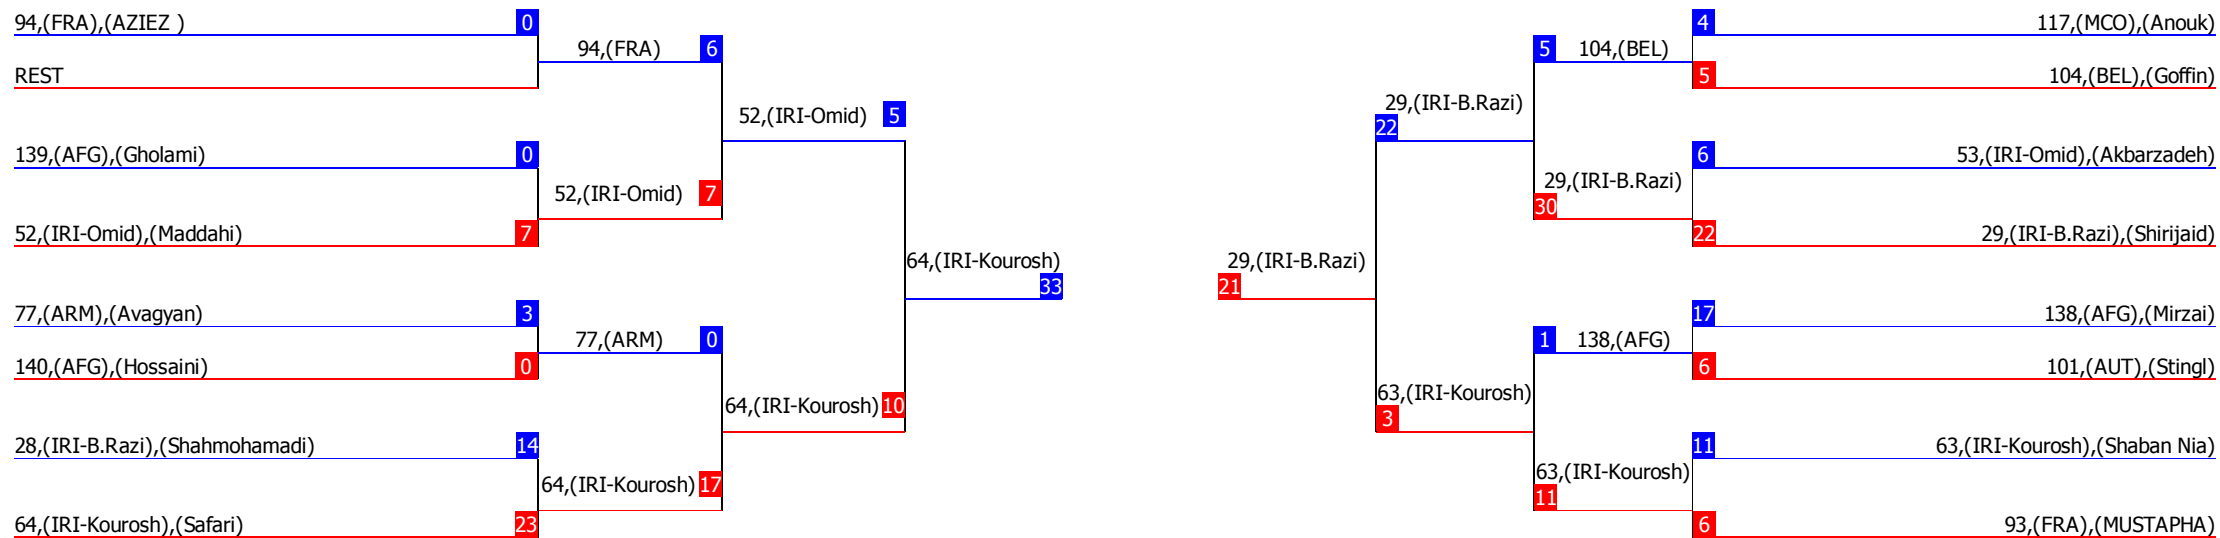 94,(FRA),(AZIEZ ) 0
REST
94,(FRA) 6
139,(AFG),(Gholami) 0
52,(IRI-Omid),(Maddahi) 7
52,(IRI-Omid) 7
52,(IRI-Omid) 5
77,(ARM),(Avagyan) 3
140,(AFG),(Hossaini) 0
77,(ARM) 0
28,(IRI-B.Razi),(Shahmohamadi) 14
64,(IRI-Kourosh),(Safari) 23
64,(IRI-Kourosh) 17
64,(IRI-Kourosh) 10
64,(IRI-Kourosh)
33
4 117,(MCO),(Anouk)
5 104,(BEL),(Goffin)
5 104,(BEL)
6 53,(IRI-Omid),(Akbarzadeh)
22 29,(IRI-B.Razi),(Shirijaid)
29,(IRI-B.Razi)
30
29,(IRI-B.Razi)
22
17 138,(AFG),(Mirzai)
6 101,(AUT),(Stingl)
1 138,(AFG)
11 63,(IRI-Kourosh),(Shaban Nia)
6 93,(FRA),(MUSTAPHA)
63,(IRI-Kourosh)
11
63,(IRI-Kourosh)
3
29,(IRI-B.Razi)
21